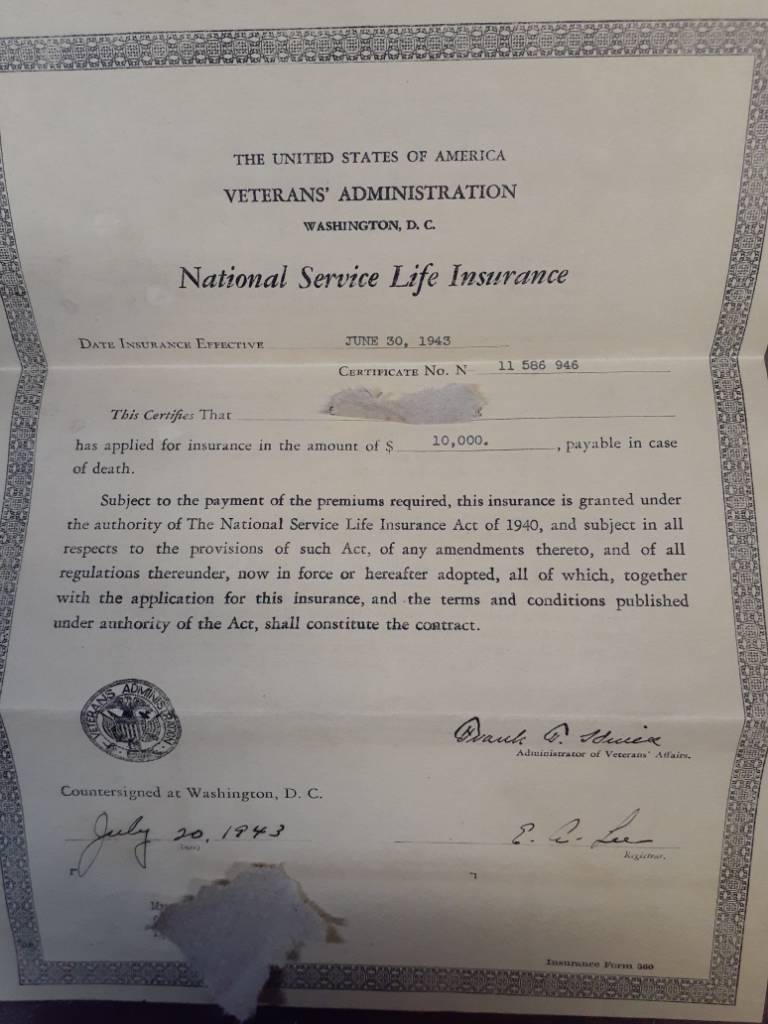 THE UNITED STATES OF AMERICA
VETERANS' ADMINISTRATION
WASHINGTON, D. C.
National Service Life Insurance
DATE INSURANCE EFFECTIVE JUNE 30, 1943
CERTIFICATE No. N 11 586 946
This Certifies That
has applied for insurance in the amount of $ 10,000. , payable in case
of death.
Subject to the payment of the premiums required, this insurance is granted under
the authority of The National Service Life Insurance Act of 1940, and subject in all
respects to the provisions of such Act, of any amendments thereto, and of all
regulations thereunder, now in force or hereafter adopted, all of which, together
with the application for this insurance, and the terms and conditions published
under authority of the Act, shall constitute the contract.
VETERANS ADMINISTRATION
Frank T. Hines
Administrator of Veterans' Affairs.
Countersigned at Washington, D. C.
July 20, 1943
(Date)
E. A. Lee
Registrar.
Insurance Form 360